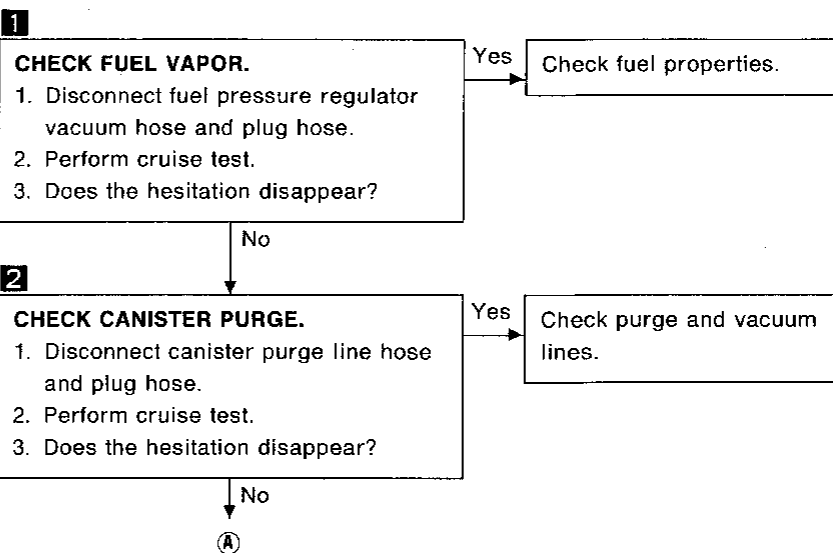 1
CHECK FUEL VAPOR.
1. Disconnect fuel pressure regulator
vacuum hose and plug hose.
2. Perform cruise test.
3. Does the hesitation disappear?
Yes
Check fuel properties.
No
2
CHECK CANISTER PURGE.
1. Disconnect canister purge line hose
and plug hose.
2. Perform cruise test.
3. Does the hesitation disappear?
Yes
Check purge and vacuum
lines.
No
Ⓐ